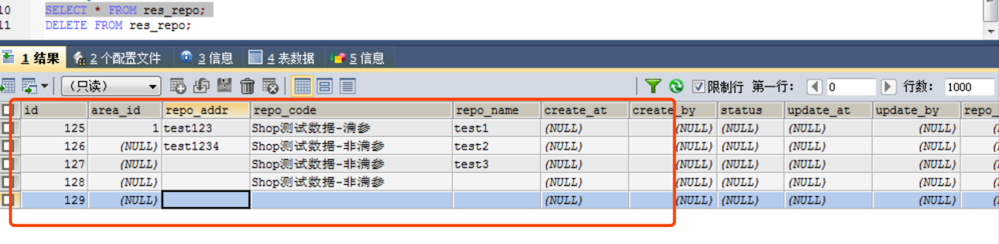 10 SELECT * FROM res_repo;
11 DELETE FROM res_repo;
1 结果 2 个配置文件 3 信息 4 表数据 5 信息
(只读) 限制行 第一行: 0 行数: 1000
id area_id repo_addr repo_code repo_name create_at create_by status update_at update_by repo_
125 1 test123 Shop测试数据-满参 test1 (NULL) (NULL) (NULL) (NULL) (NULL)
126 (NULL) test1234 Shop测试数据-非满参 test2 (NULL) (NULL) (NULL) (NULL) (NULL)
127 (NULL) Shop测试数据-非满参 test3 (NULL) (NULL) (NULL) (NULL) (NULL)
128 (NULL) Shop测试数据-非满参 (NULL) (NULL) (NULL) (NULL) (NULL)
129 (NULL) (NULL) (NULL) (NULL) (NULL) (NULL)